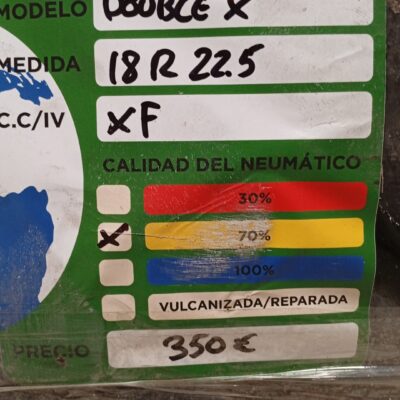 MODELO DOUBLE X
MEDIDA 18 R 22.5
C.C/IV XF
CALIDAD DEL NEUMÁTICO
30%
X 70%
100%
VULCANIZADA/REPARADA
PRECIO 350 €